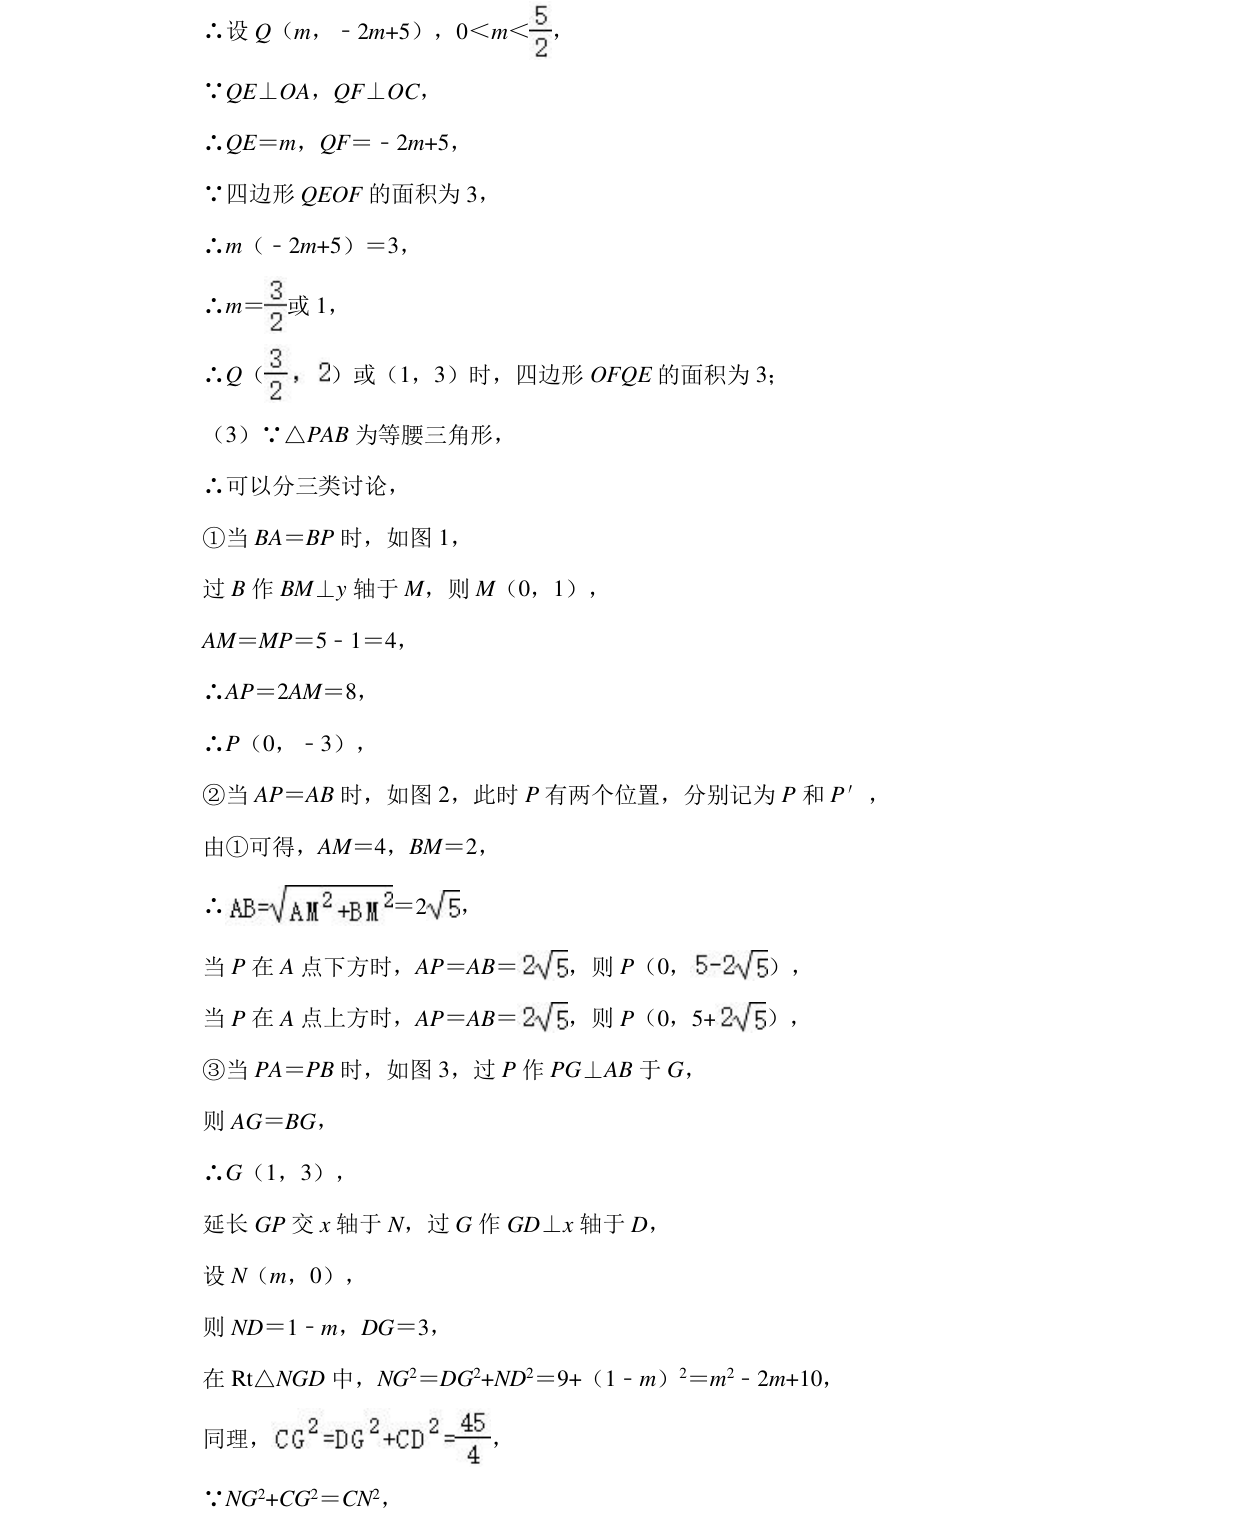 ∴设 Q（m，﹣2m+5），0＜m＜5/2，
∵QE⊥OA，QF⊥OC，
∴QE＝m，QF＝﹣2m+5，
∵四边形 QEOF 的面积为 3，
∴m（﹣2m+5）＝3，
∴m＝3/2或 1，
∴Q（3/2，2）或（1，3）时，四边形 OFQE 的面积为 3；
（3）∵△PAB 为等腰三角形，
∴可以分三类讨论，
①当 BA＝BP 时，如图 1，
过 B 作 BM⊥y 轴于 M，则 M（0，1），
AM＝MP＝5﹣1＝4，
∴AP＝2AM＝8，
∴P（0，﹣3），
②当 AP＝AB 时，如图 2，此时 P 有两个位置，分别记为 P 和 P′，
由①可得，AM＝4，BM＝2，
∴AB=√(AM²+BM²)＝2√5，
当 P 在 A 点下方时，AP＝AB＝2√5，则 P（0，5-2√5），
当 P 在 A 点上方时，AP＝AB＝2√5，则 P（0，5+2√5），
③当 PA＝PB 时，如图 3，过 P 作 PG⊥AB 于 G，
则 AG＝BG，
∴G（1，3），
延长 GP 交 x 轴于 N，过 G 作 GD⊥x 轴于 D，
设 N（m，0），
则 ND＝1﹣m，DG＝3，
在 Rt△NGD 中，NG²＝DG²+ND²＝9+（1﹣m）²＝m²﹣2m+10，
同理，CG²=DG²+CD²=45/4，
∵NG²+CG²＝CN²，